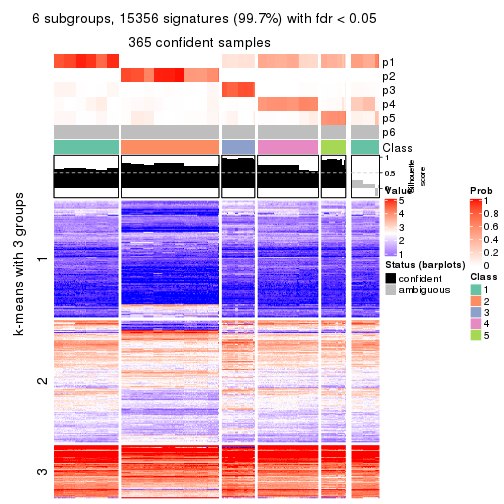 6 subgroups, 15356 signatures (99.7%) with fdr < 0.05
365 confident samples
p1
p2
p3
p4
p5
p6
Class
1
0.5
0
Silhouette
score
k-means with 3 groups
1
2
3
Value
5
4
3
2
1
Status (barplots)
confident
ambiguous
Prob
1
0.8
0.6
0.4
0.2
0
Class
1
2
3
4
5